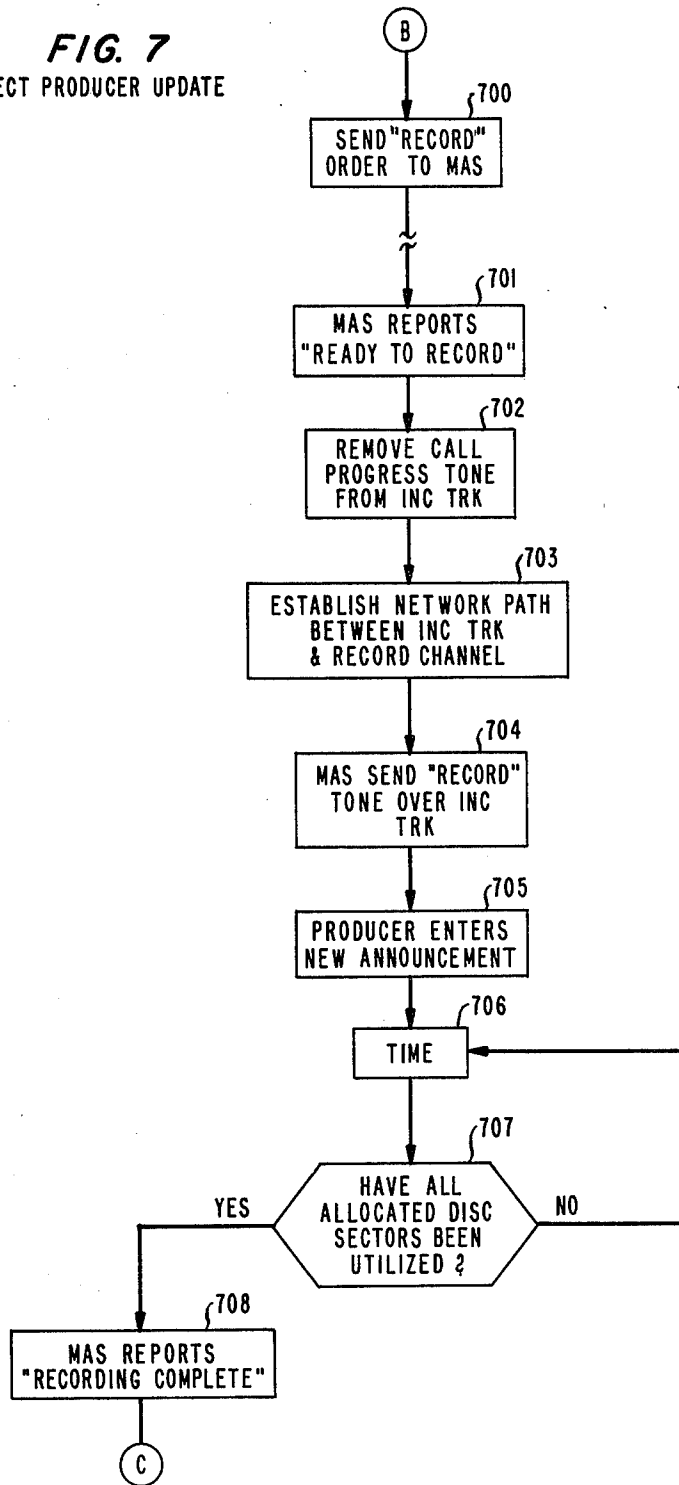 FIG. 7
ECT PRODUCER UPDATE
B
700
SEND "RECORD"
ORDER TO MAS
701
MAS REPORTS
"READY TO RECORD"
702
REMOVE CALL
PROGRESS TONE
FROM INC TRK
703
ESTABLISH NETWORK PATH
BETWEEN INC TRK
& RECORD CHANNEL
704
MAS SEND "RECORD"
TONE OVER INC
TRK
705
PRODUCER ENTERS
NEW ANNOUNCEMENT
706
TIME
707
HAVE ALL
ALLOCATED DISC
SECTORS BEEN
UTILIZED ?
YES
NO
708
MAS REPORTS
"RECORDING COMPLETE"
C